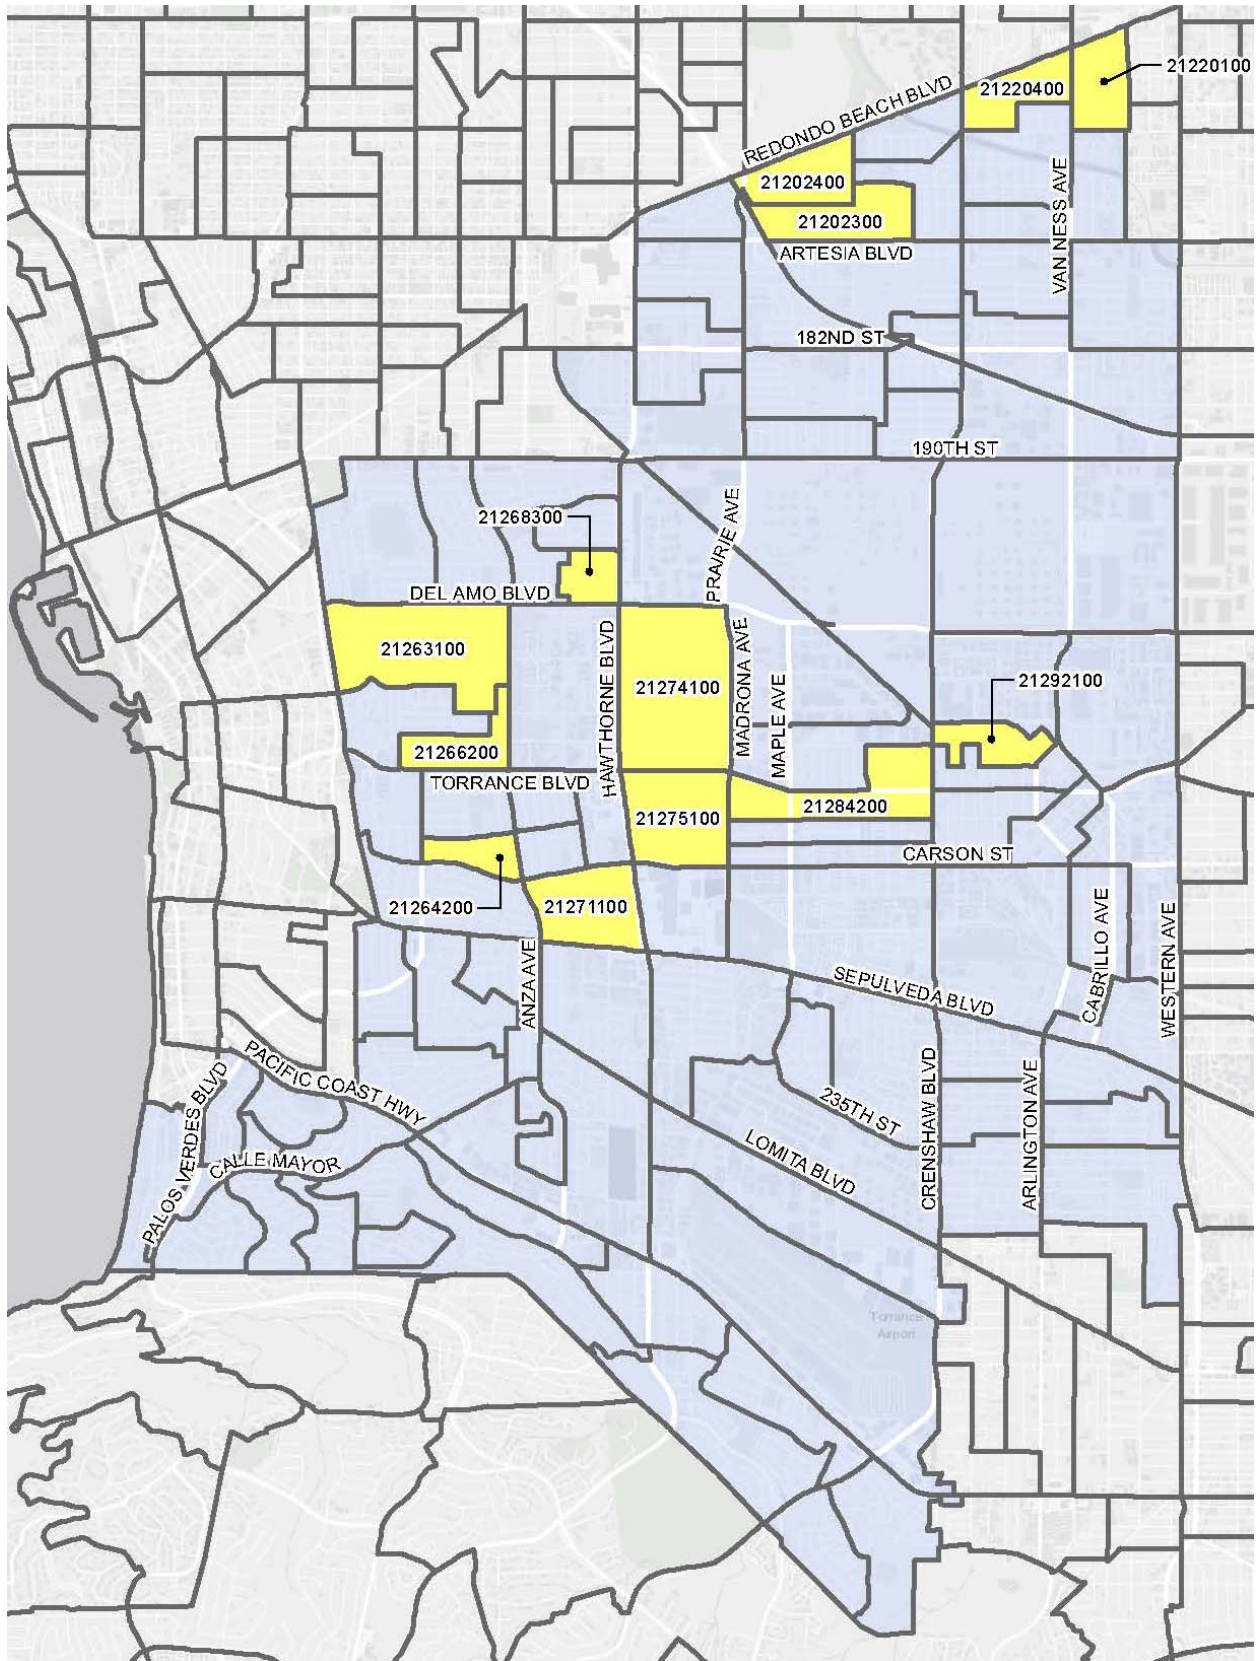 21220100
21220400
REDONDO BEACH BLVD
21202400
21202300
VAN NESS AVE
ARTESIA BLVD
182ND ST
190TH ST
21268300
PRAIRIE AVE
DEL AMO BLVD
21263100
HAWTHORNE BLVD
21274100
MADRONA AVE
MAPLE AVE
21292100
21266200
TORRANCE BLVD
21284200
21275100
CARSON ST
21264200
21271100
ANZA AVE
CABRILLO AVE
WESTERN AVE
SEPULVEDA BLVD
PACIFIC COAST HWY
235TH ST
CRENSHAW BLVD
ARLINGTON AVE
PALOS VERDES BLVD
CALLE MAYOR
LOMITA BLVD
Torrance
Airport